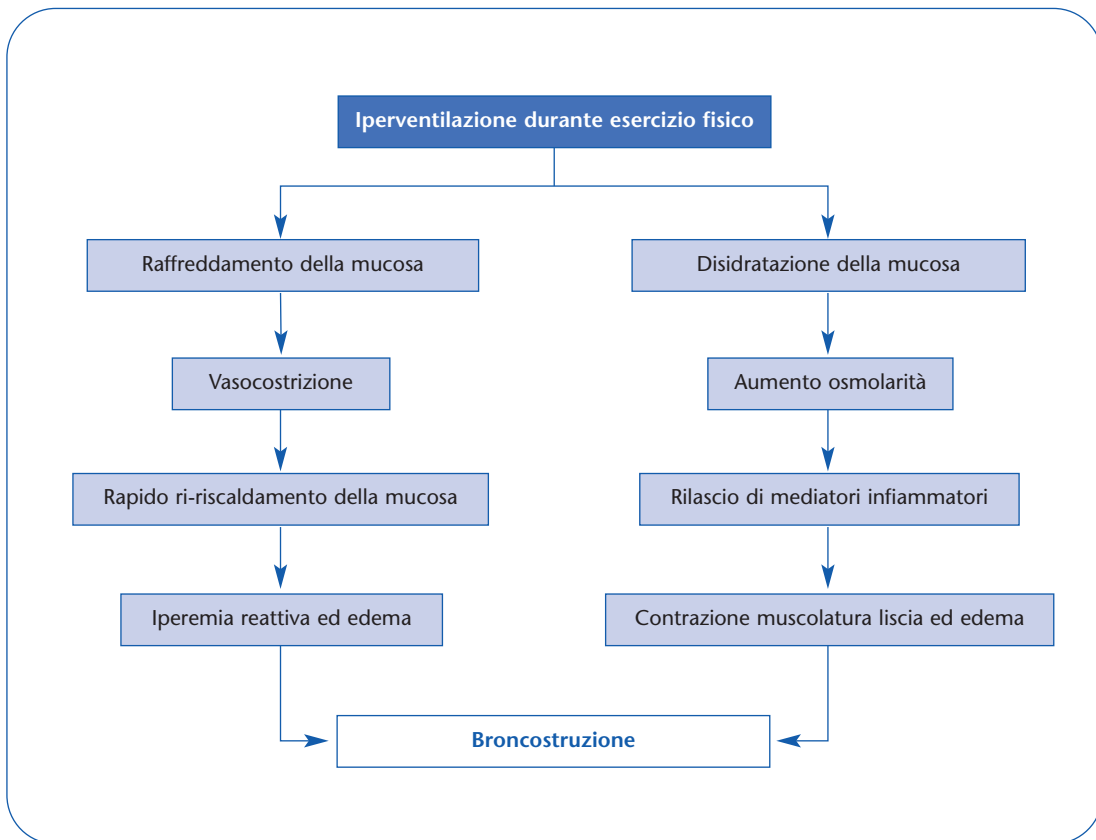 Iperventilazione durante esercizio fisico
Raffreddamento della mucosa
Disidratazione della mucosa
Vasocostrizione
Aumento osmolarità
Rapido ri-riscaldamento della mucosa
Rilascio di mediatori infiammatori
Iperemia reattiva ed edema
Contrazione muscolatura liscia ed edema
Broncostruzione